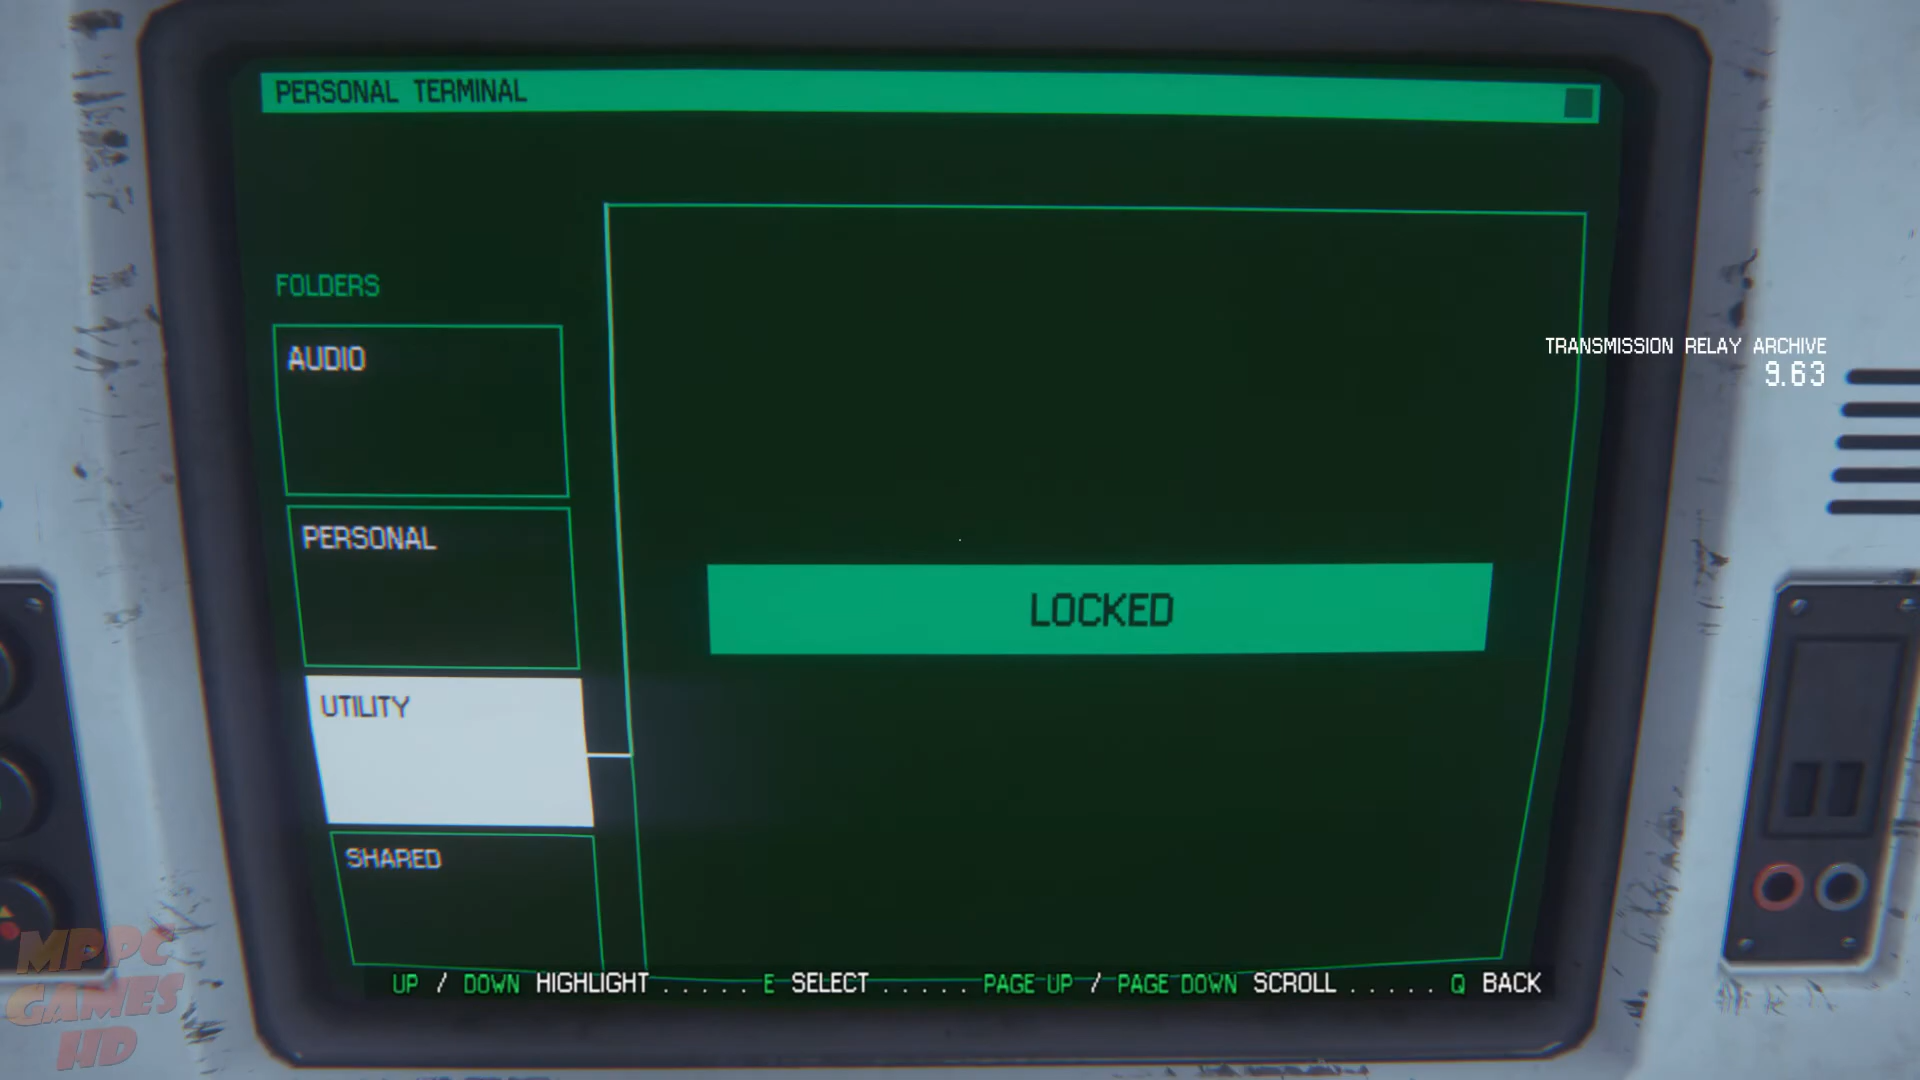 PERSONAL TERMINAL
FOLDERS
AUDIO
PERSONAL
UTILITY
SHARED
LOCKED
TRANSMISSION RELAY ARCHIVE
9.63
UP / DOWN HIGHLIGHT ..... E SELECT ..... PAGE UP / PAGE DOWN SCROLL ..... Q BACK
MPPC
GAMES
HD